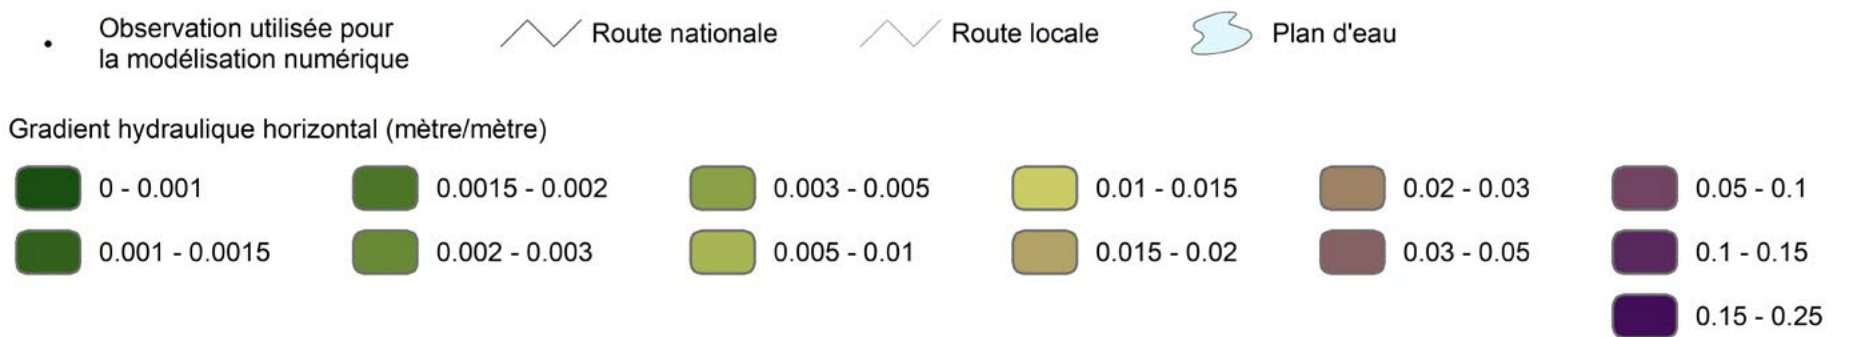 Observation utilisée pour
la modélisation numérique
Route nationale
Route locale
Plan d'eau
Gradient hydraulique horizontal (mètre/mètre)
0 - 0.001
0.001 - 0.0015
0.0015 - 0.002
0.002 - 0.003
0.003 - 0.005
0.005 - 0.01
0.01 - 0.015
0.015 - 0.02
0.02 - 0.03
0.03 - 0.05
0.05 - 0.1
0.1 - 0.15
0.15 - 0.25